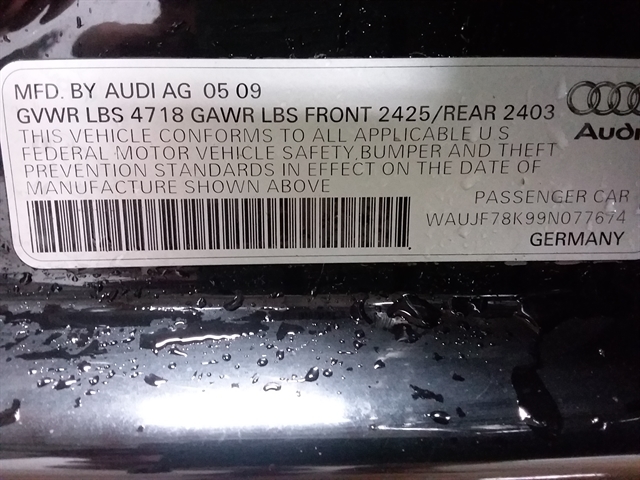 MFD. BY AUDI AG 05 09
GVWR LBS 4718 GAWR LBS FRONT 2425/REAR 2403
THIS VEHICLE CONFORMS TO ALL APPLICABLE U S
FEDERAL MOTOR VEHICLE SAFETY, BUMPER AND THEFT
PREVENTION STANDARDS IN EFFECT ON THE DATE OF
MANUFACTURE SHOWN ABOVE
Audi
PASSENGER CAR
WAUJF78K99N077674
GERMANY